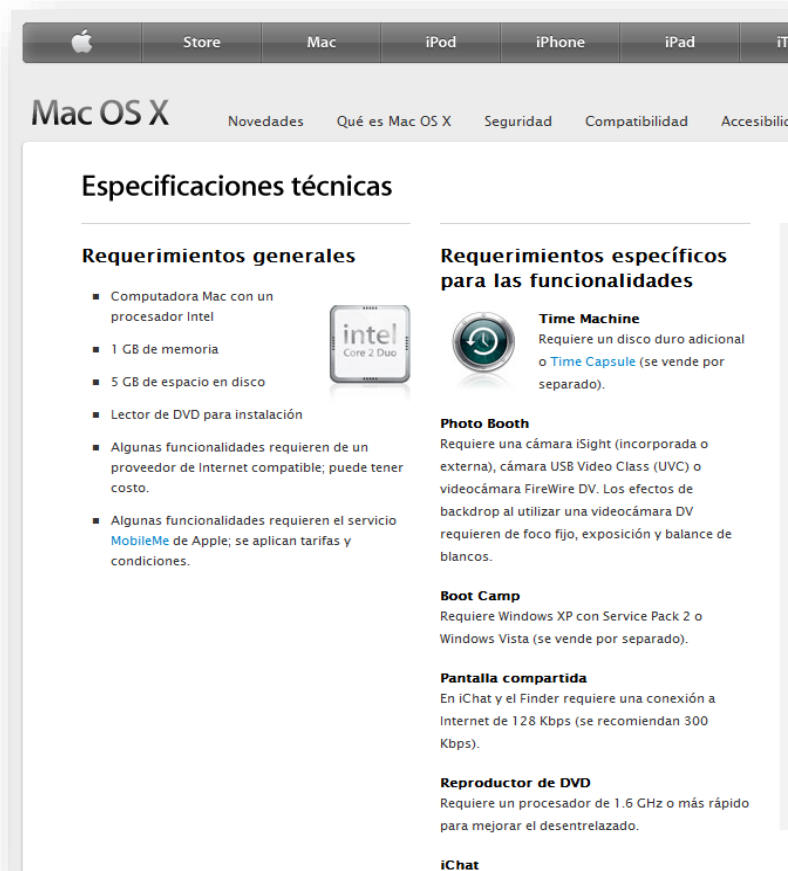 Store
Mac
iPod
iPhone
iPad
Mac OS X
Novedades
Qué es Mac OS X
Seguridad
Compatibilidad
Especificaciones técnicas
Requerimientos generales
Computadora Mac con un
procesador Intel
intel
Core 2 Duo
1 GB de memoria
5 GB de espacio en disco
Lector de DVD para instalación
Algunas funcionalidades requieren de un
proveedor de Internet compatible; puede tener
costo.
Algunas funcionalidades requieren el servicio
MobileMe de Apple; se aplican tarifas y
condiciones.
Requerimientos específicos
para las funcionalidades
Time Machine
Requiere un disco duro adicional
o Time Capsule (se vende por
separado).
Photo Booth
Requiere una cámara iSight (incorporada o
externa), cámara USB Video Class (UVC) o
videocámara FireWire DV. Los efectos de
backdrop al utilizar una videocámara DV
requieren de foco fijo, exposición y balance de
blancos.
Boot Camp
Requiere Windows XP con Service Pack 2 o
Windows Vista (se vende por separado).
Pantalla compartida
En iChat y el Finder requiere una conexión a
Internet de 128 Kbps (se recomiendan 300
Kbps).
Reproductor de DVD
Requiere un procesador de 1.6 GHz o más rápido
para mejorar el desentrelazado.
iChat